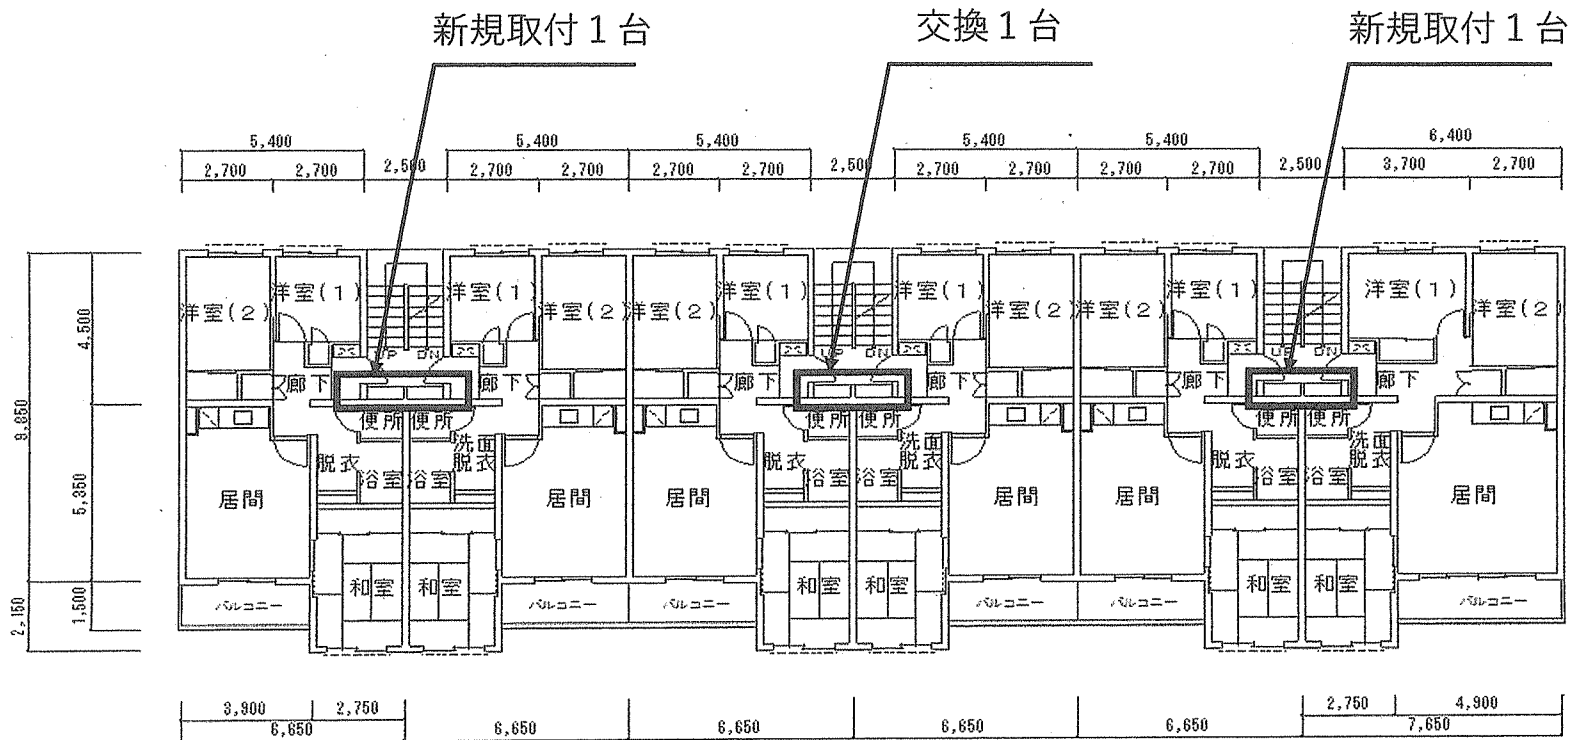 新規取付1台
交換1台
新規取付1台
5,400
5,400
5,400
5,400
5,400
6,400
2,700
2,700
2,500
2,700
2,700
2,700
2,700
2,500
2,700
2,700
2,700
2,700
2,500
3,700
2,700
洋室(2)
洋室(1)
洋室(1)
洋室(2)
洋室(2)
洋室(1)
洋室(1)
洋室(2)
洋室(2)
洋室(1)
洋室(1)
洋室(2)
UP
DN
UP
DN
UP
DN
廊下
廊下
廊下
廊下
廊下
廊下
便所
便所
便所
便所
便所
便所
脱衣
浴室
浴室
洗面
脱衣
脱衣
浴室
浴室
洗面
脱衣
脱衣
浴室
浴室
洗面
脱衣
居間
居間
居間
居間
居間
居間
和室
和室
和室
和室
和室
和室
バルコニー
バルコニー
バルコニー
バルコニー
バルコニー
バルコニー
4,500
9,850
5,350
1,500
2,150
3,900
2,750
2,750
4,900
6,650
6,650
6,650
6,650
6,650
7,650